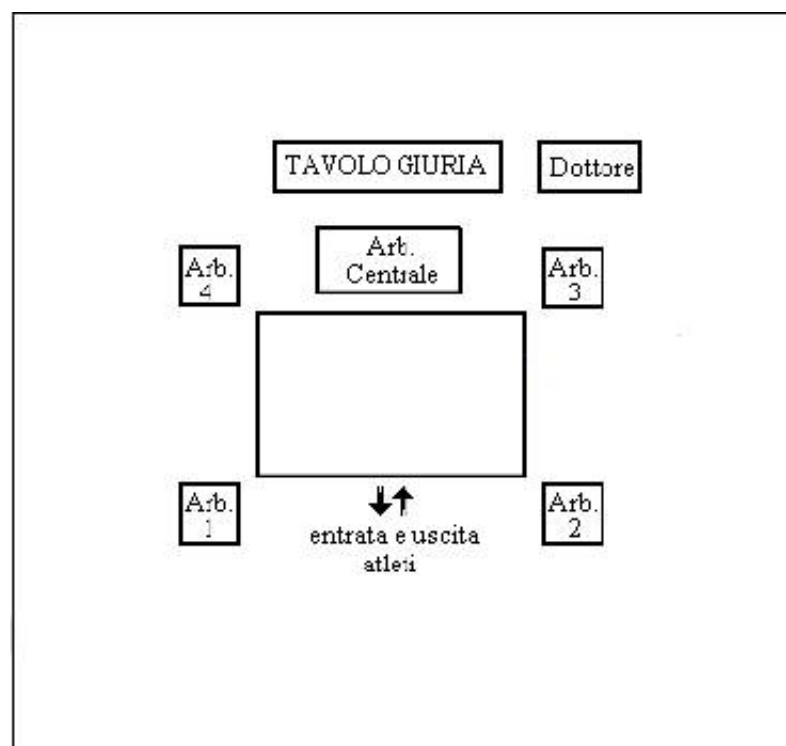 TAVOLO GIURIA
Dottore
Arb.
Centrale
Arb.
4
Arb.
3
Arb.
1
Arb.
2
entrata e uscita
atleti